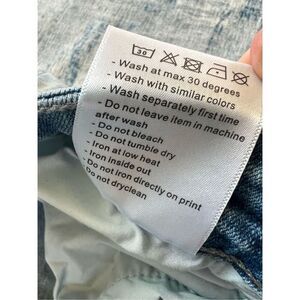 30
- Wash at max 30 degrees
- Wash with similar colors
- Wash separately first time
- Do not leave item in machine
after wash
- Do not bleach
- Do not tumble dry
- Iron at low heat
- Iron inside out
- Do not iron directly on print
- Do not dryclean